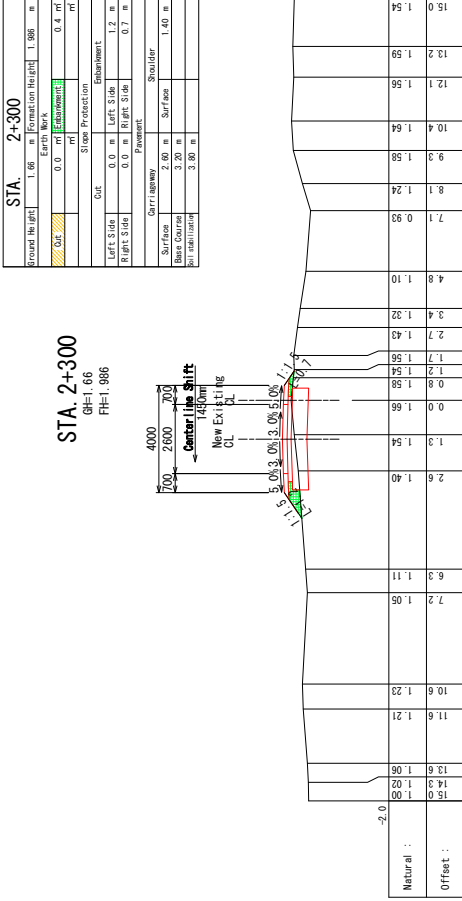 STA. 2+300
Ground Height 1.66 m Formation Height 1.986 m
Earth Work
Cut 0.0 ㎡ Embankment 0.4 ㎡
㎡ ㎡
Slope Protection
Cut Embankment
Left Side 0.0 m Left Side 1.2 m
Right Side 0.0 m Right Side 0.7 m
Pavement
Carriageway Shoulder
Surface 2.60 m Surface 1.40 m
Base Course 3.20 m
Soil stabilization 3.80 m
STA. 2+300
GH=1.66
FH=1.986
4000
700 2600 700
Centerline Shift
1450mm
New Existing
CL CL
5.0% 3.0% 3.0% 5.0%
1:1.5 1:1.5
L=0.7
-2.0
Natural : 1.00 1.02 1.06 1.21 1.23 1.05 1.11 1.40 1.54 1.66 1.58 1.54 1.56 1.43 1.32 1.10 0.93 1.24 1.58 1.64 1.56 1.59 1.54
Offset : 15.0 14.3 13.6 11.6 10.6 7.2 6.3 2.6 1.3 0.0 0.8 1.2 1.7 2.7 3.4 4.8 7.1 8.1 9.3 10.4 12.1 13.2 15.0